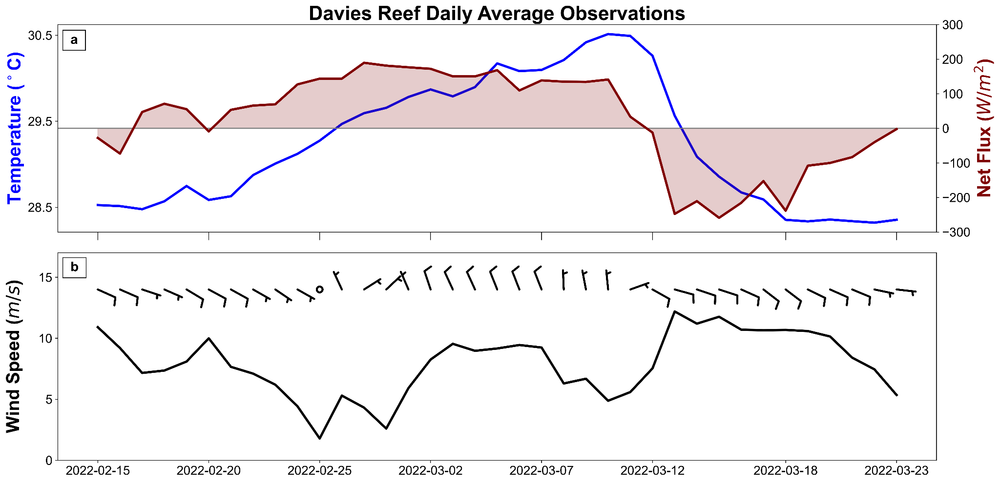 Davies Reef Daily Average Observations
a
Temperature (°C)
30.5
29.5
28.5
300
200
100
0
−100
−200
−300
Net Flux (W/m²)
b
Wind Speed (m/s)
15
10
5
0
2022-02-15 2022-02-20 2022-02-25 2022-03-02 2022-03-07 2022-03-12 2022-03-18 2022-03-23